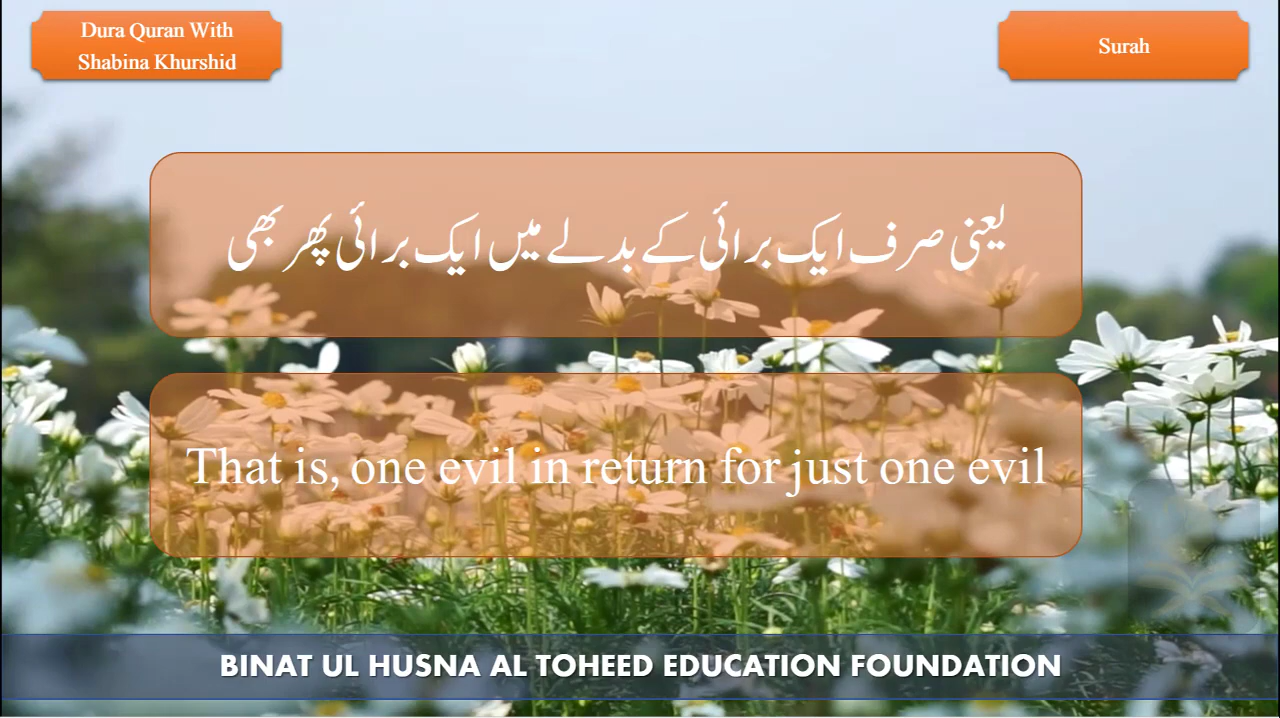 Dura Quran With
Shabina Khurshid
Surah
یعنی صرف ایک برائی کے بدلے میں ایک برائی پھر بھی
That is, one evil in return for just one evil
BINAT UL HUSNA AL TOHEED EDUCATION FOUNDATION